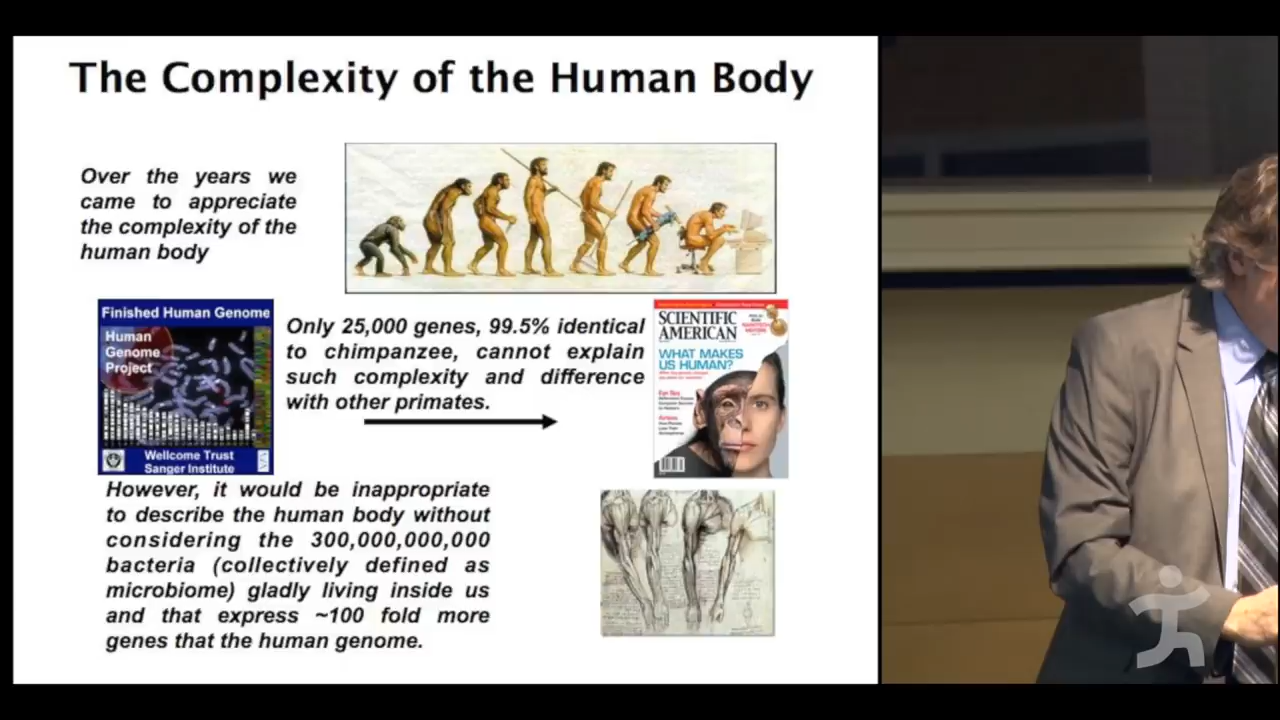 The Complexity of the Human Body
Over the years we
came to appreciate
the complexity of the
human body
Finished Human Genome
Human
Genome
Project
Wellcome Trust
Sanger Institute
Only 25,000 genes, 99.5% identical
to chimpanzee, cannot explain
such complexity and difference
with other primates.
SCIENTIFIC
AMERICAN
WHAT MAKES
US HUMAN?
However, it would be inappropriate
to describe the human body without
considering the 300,000,000,000
bacteria (collectively defined as
microbiome) gladly living inside us
and that express ~100 fold more
genes that the human genome.